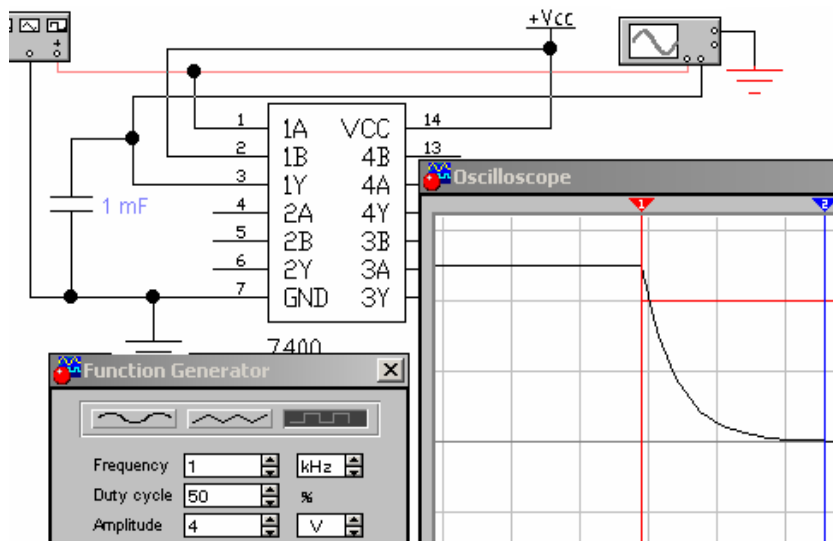 +Vcc
1 1A VCC 14
2 1B 4B 13
3 1Y 4A
4 2A 4Y
5 2B 3B
6 2Y 3A
7 GND 3Y
1 mF
7400
Oscilloscope
1 2
Function Generator
Frequency 1 kHz
Duty cycle 50 %
Amplitude 4 V